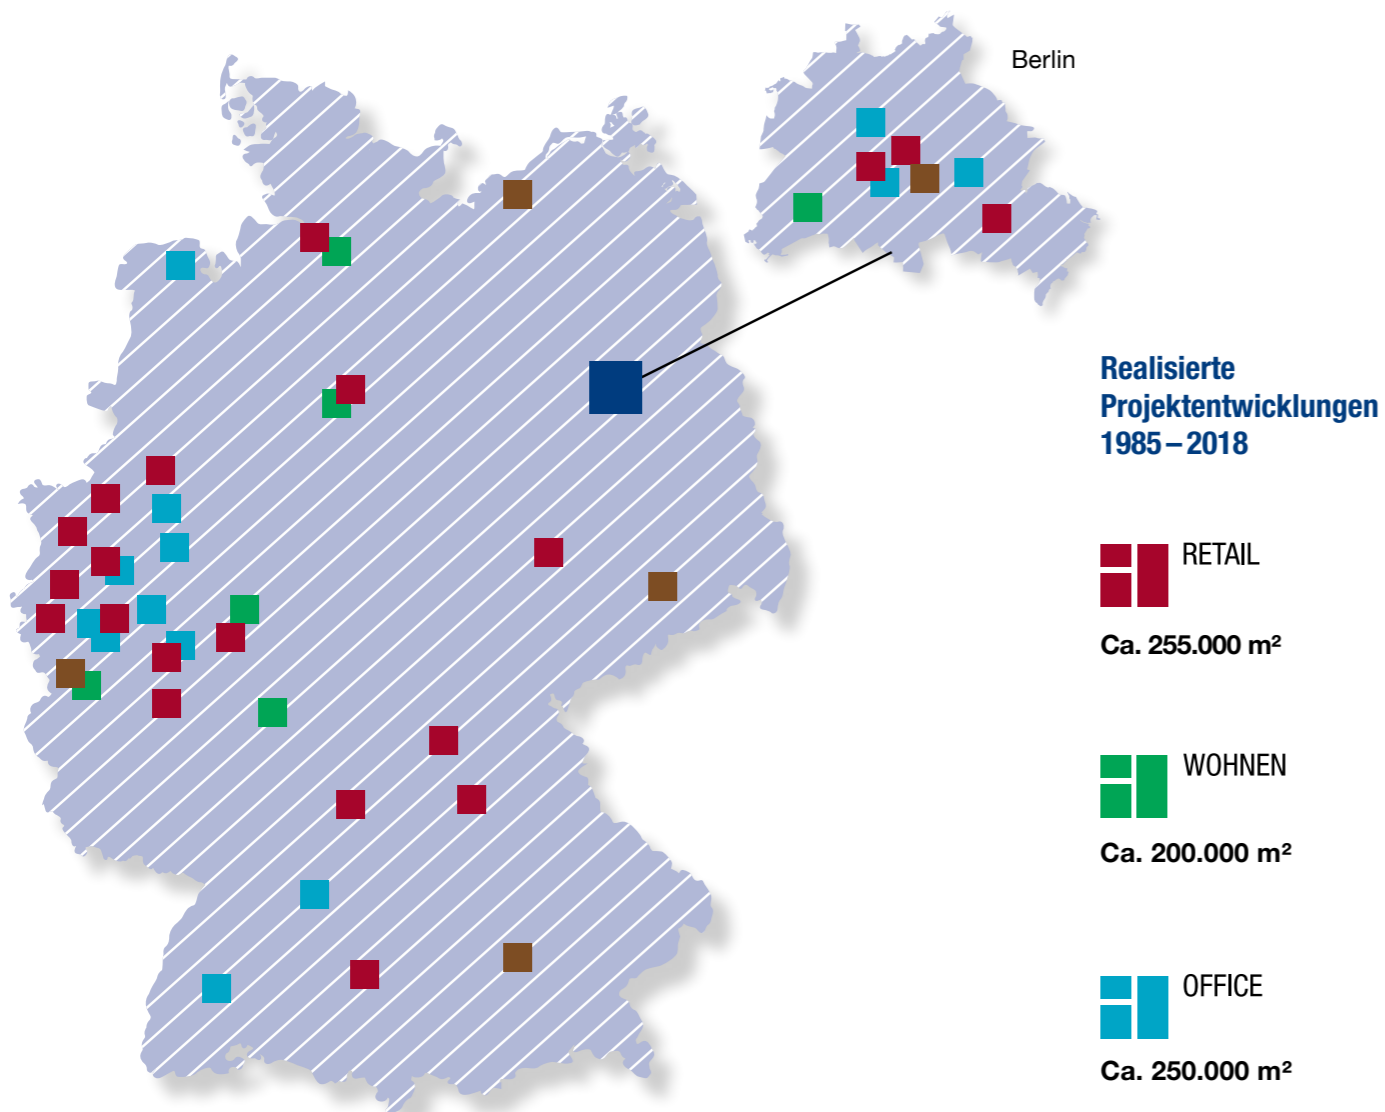 Berlin
Realisierte
Projektentwicklungen
1985 – 2018
RETAIL
Ca. 255.000 m²
WOHNEN
Ca. 200.000 m²
OFFICE
Ca. 250.000 m²